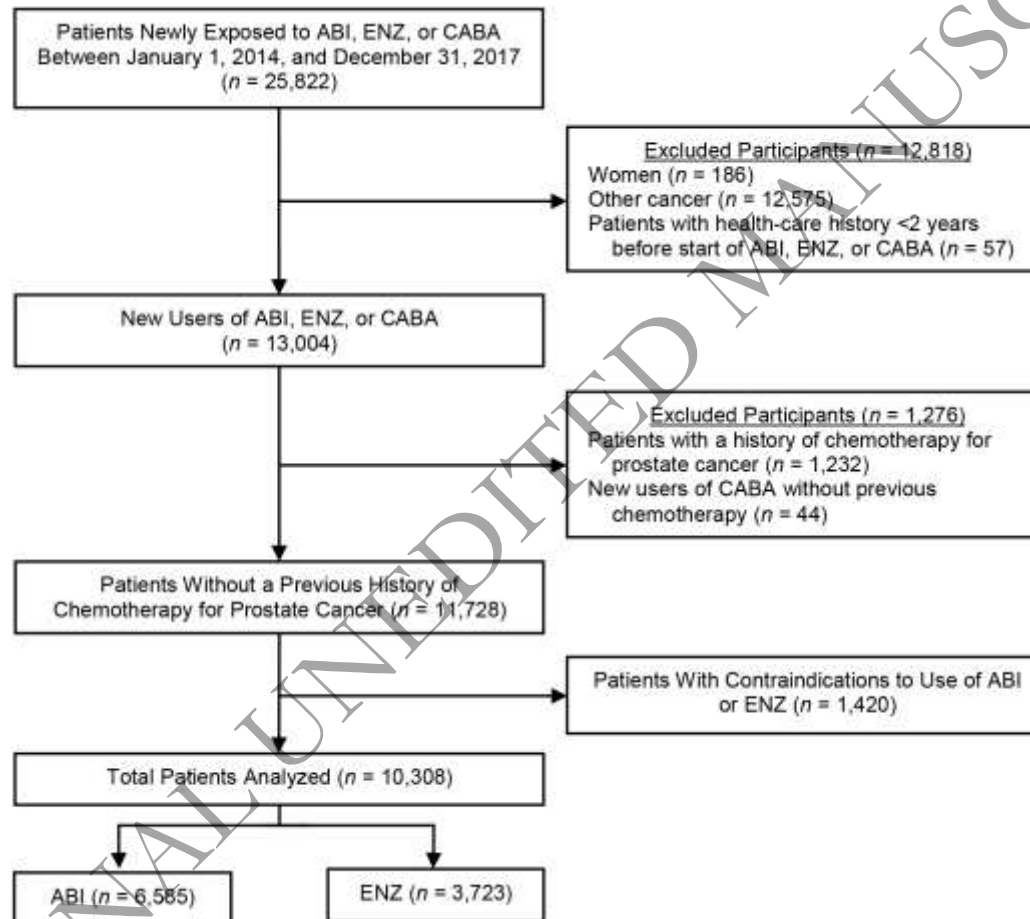 Patients Newly Exposed to ABI, ENZ, or CABA
Between January 1, 2014, and December 31, 2017
(n = 25,822)
Excluded Participants (n = 12,818)
Women (n = 186)
Other cancer (n = 12,575)
Patients with health-care history <2 years
before start of ABI, ENZ, or CABA (n = 57)
New Users of ABI, ENZ, or CABA
(n = 13,004)
Excluded Participants (n = 1,276)
Patients with a history of chemotherapy for
prostate cancer (n = 1,232)
New users of CABA without previous
chemotherapy (n = 44)
Patients Without a Previous History of
Chemotherapy for Prostate Cancer (n = 11,728)
Patients With Contraindications to Use of ABI
or ENZ (n = 1,420)
Total Patients Analyzed (n = 10,308)
ABI (n = 6,585)
ENZ (n = 3,723)
NAL UNEDITED MANUSC